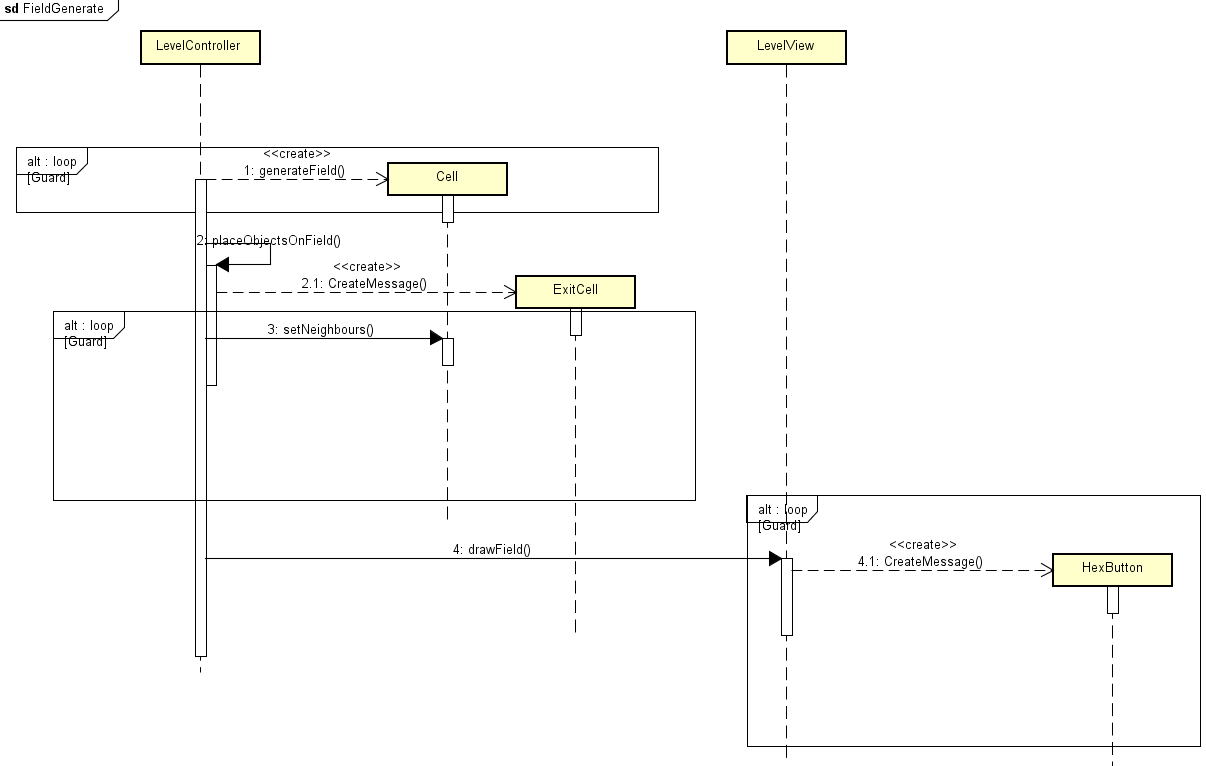 sd FieldGenerate
LevelController
LevelView
alt : loop
[Guard]
<<create>>
1: generateField()
Cell
2: placeObjectsOnField()
<<create>>
2.1: CreateMessage()
ExitCell
alt : loop
[Guard]
3: setNeighbours()
alt : loop
[Guard]
4: drawField()
<<create>>
4.1: CreateMessage()
HexButton